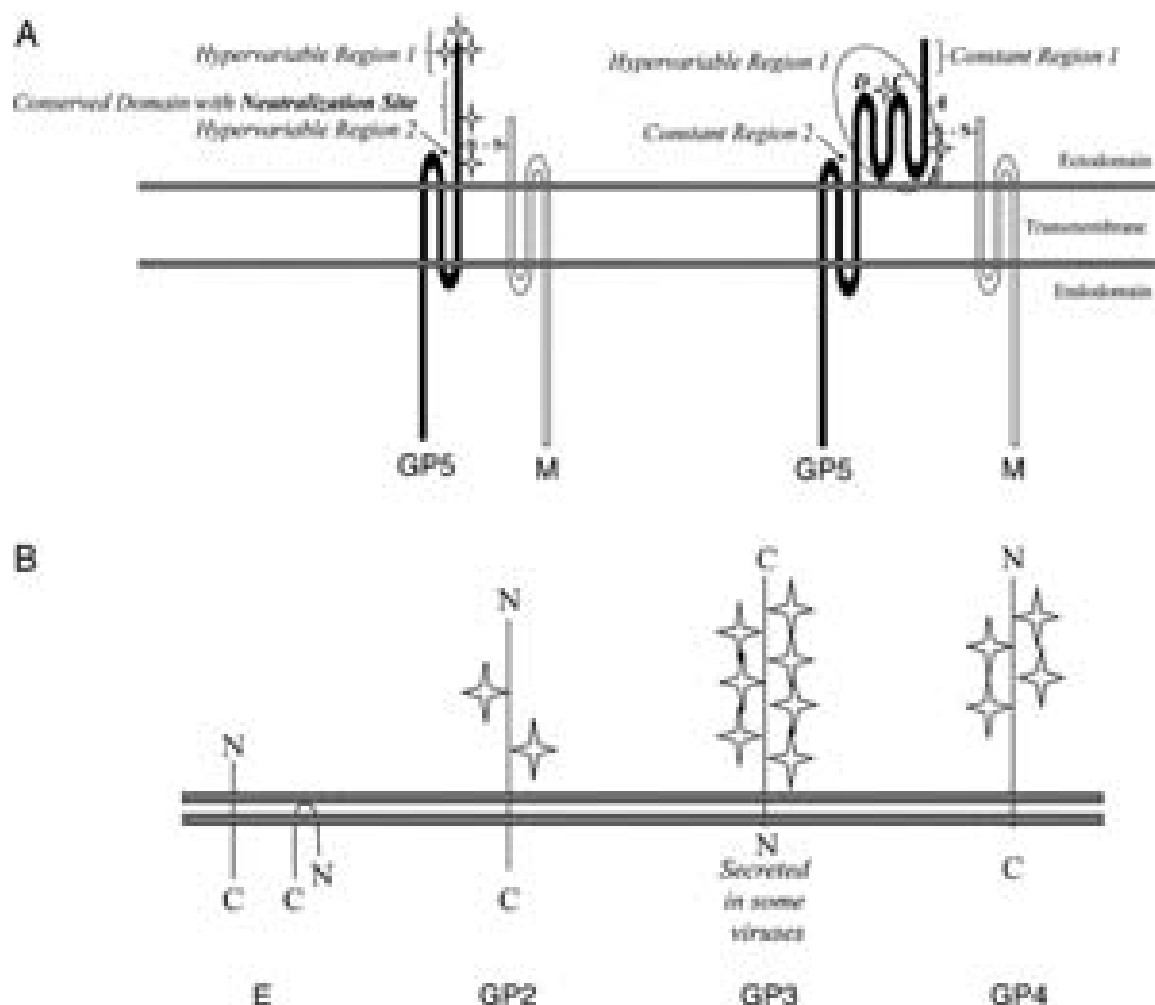 A
Hypervariable Region 1
Conserved Domain with Neutralization Site
Hypervariable Region 2
Hypervariable Region 1
Constant Region 1
Constant Region 2
Ectodomain
Transmembrane
Endodomain
GP5
M
GP5
M
B
N
C
C
N
N
C
C
N
Secreted
in some
viruses
N
C
E
GP2
GP3
GP4